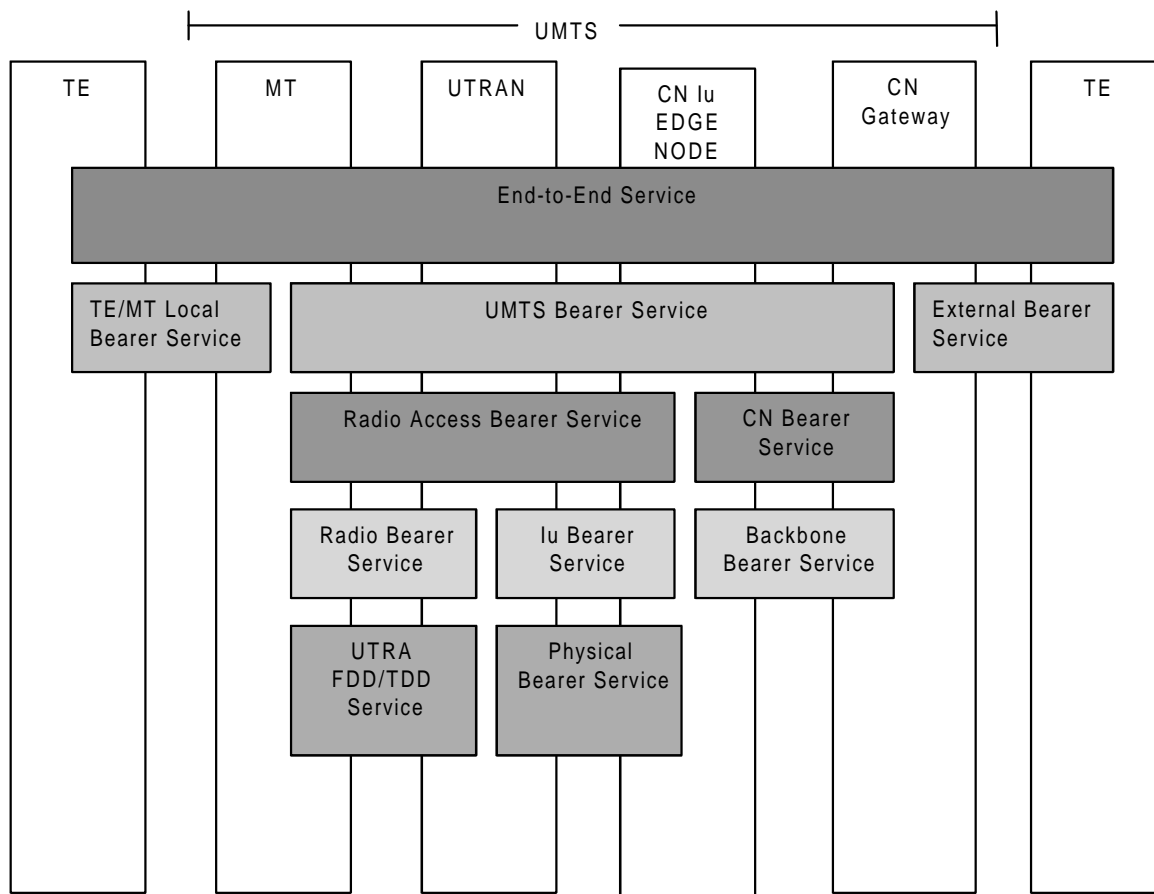 UMTS
TE
MT
UTRAN
CN Iu
EDGE
NODE
CN
Gateway
TE
End-to-End Service
TE/MT Local
Bearer Service
UMTS Bearer Service
External Bearer
Service
Radio Access Bearer Service
CN Bearer
Service
Radio Bearer
Service
Iu Bearer
Service
Backbone
Bearer Service
UTRA
FDD/TDD
Service
Physical
Bearer Service